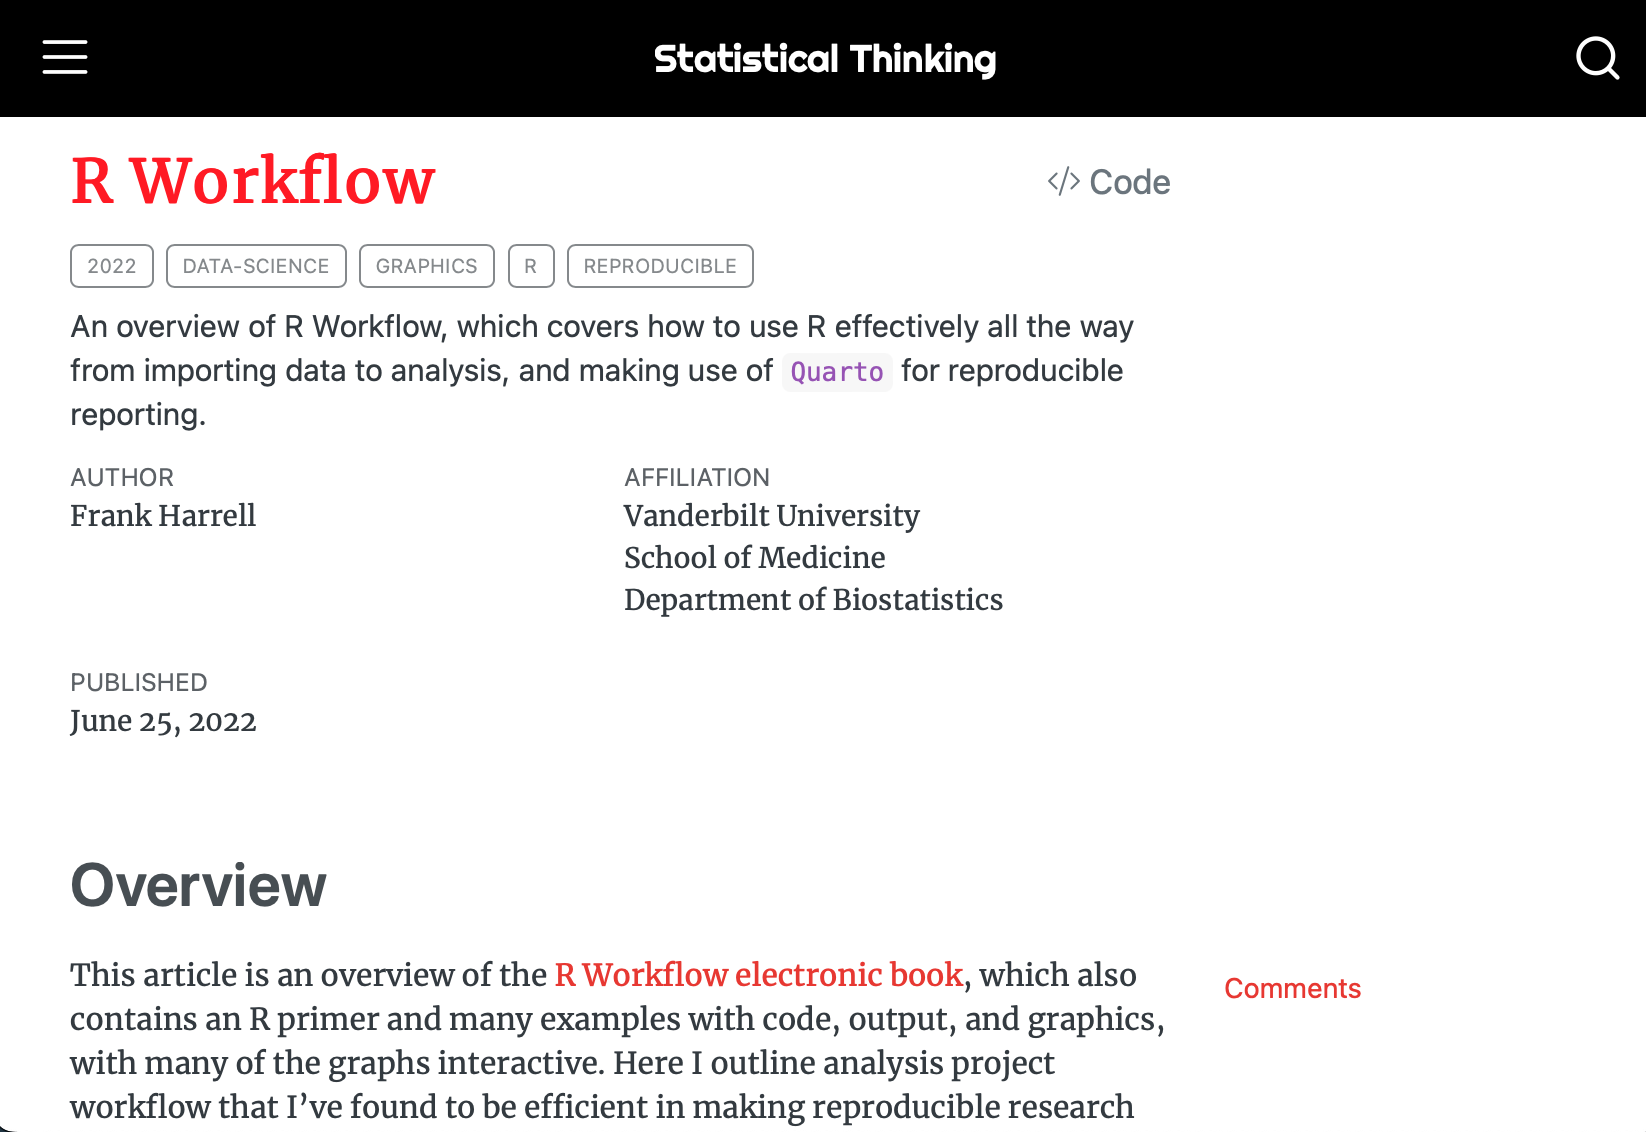 Statistical Thinking
R Workflow
</> Code
2022 DATA-SCIENCE GRAPHICS R REPRODUCIBLE
An overview of R Workflow, which covers how to use R effectively all the way
from importing data to analysis, and making use of Quarto for reproducible
reporting.
AUTHOR
Frank Harrell
AFFILIATION
Vanderbilt University
School of Medicine
Department of Biostatistics
PUBLISHED
June 25, 2022
Overview
This article is an overview of the R Workflow electronic book, which also
contains an R primer and many examples with code, output, and graphics,
with many of the graphs interactive. Here I outline analysis project
workflow that I’ve found to be efficient in making reproducible research
Comments